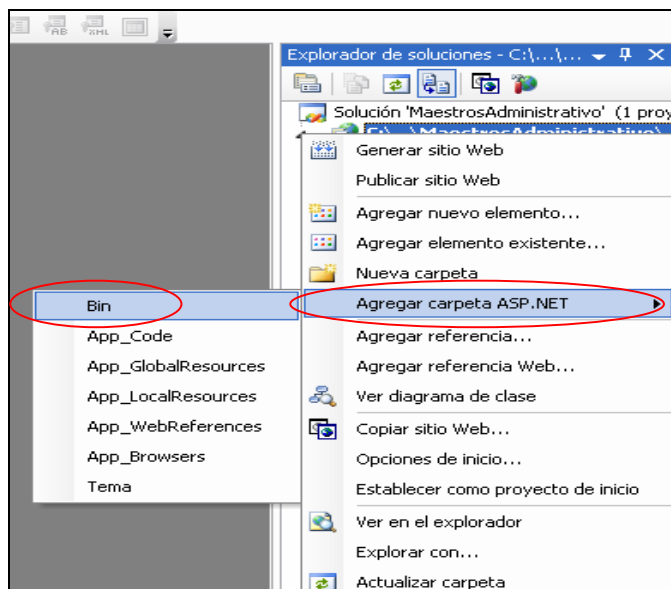 AB
XML
Explorador de soluciones - C:\...\...
Solución 'MaestrosAdministrativo' (1 proy
C:\...\MaestrosAdministrativo\
Generar sitio Web
Publicar sitio Web
Agregar nuevo elemento...
Agregar elemento existente...
Nueva carpeta
Agregar carpeta ASP.NET
Agregar referencia...
Agregar referencia Web...
Ver diagrama de clase
Copiar sitio Web...
Opciones de inicio...
Establecer como proyecto de inicio
Ver en el explorador
Explorar con...
Actualizar carpeta
Bin
App_Code
App_GlobalResources
App_LocalResources
App_WebReferences
App_Browsers
Tema